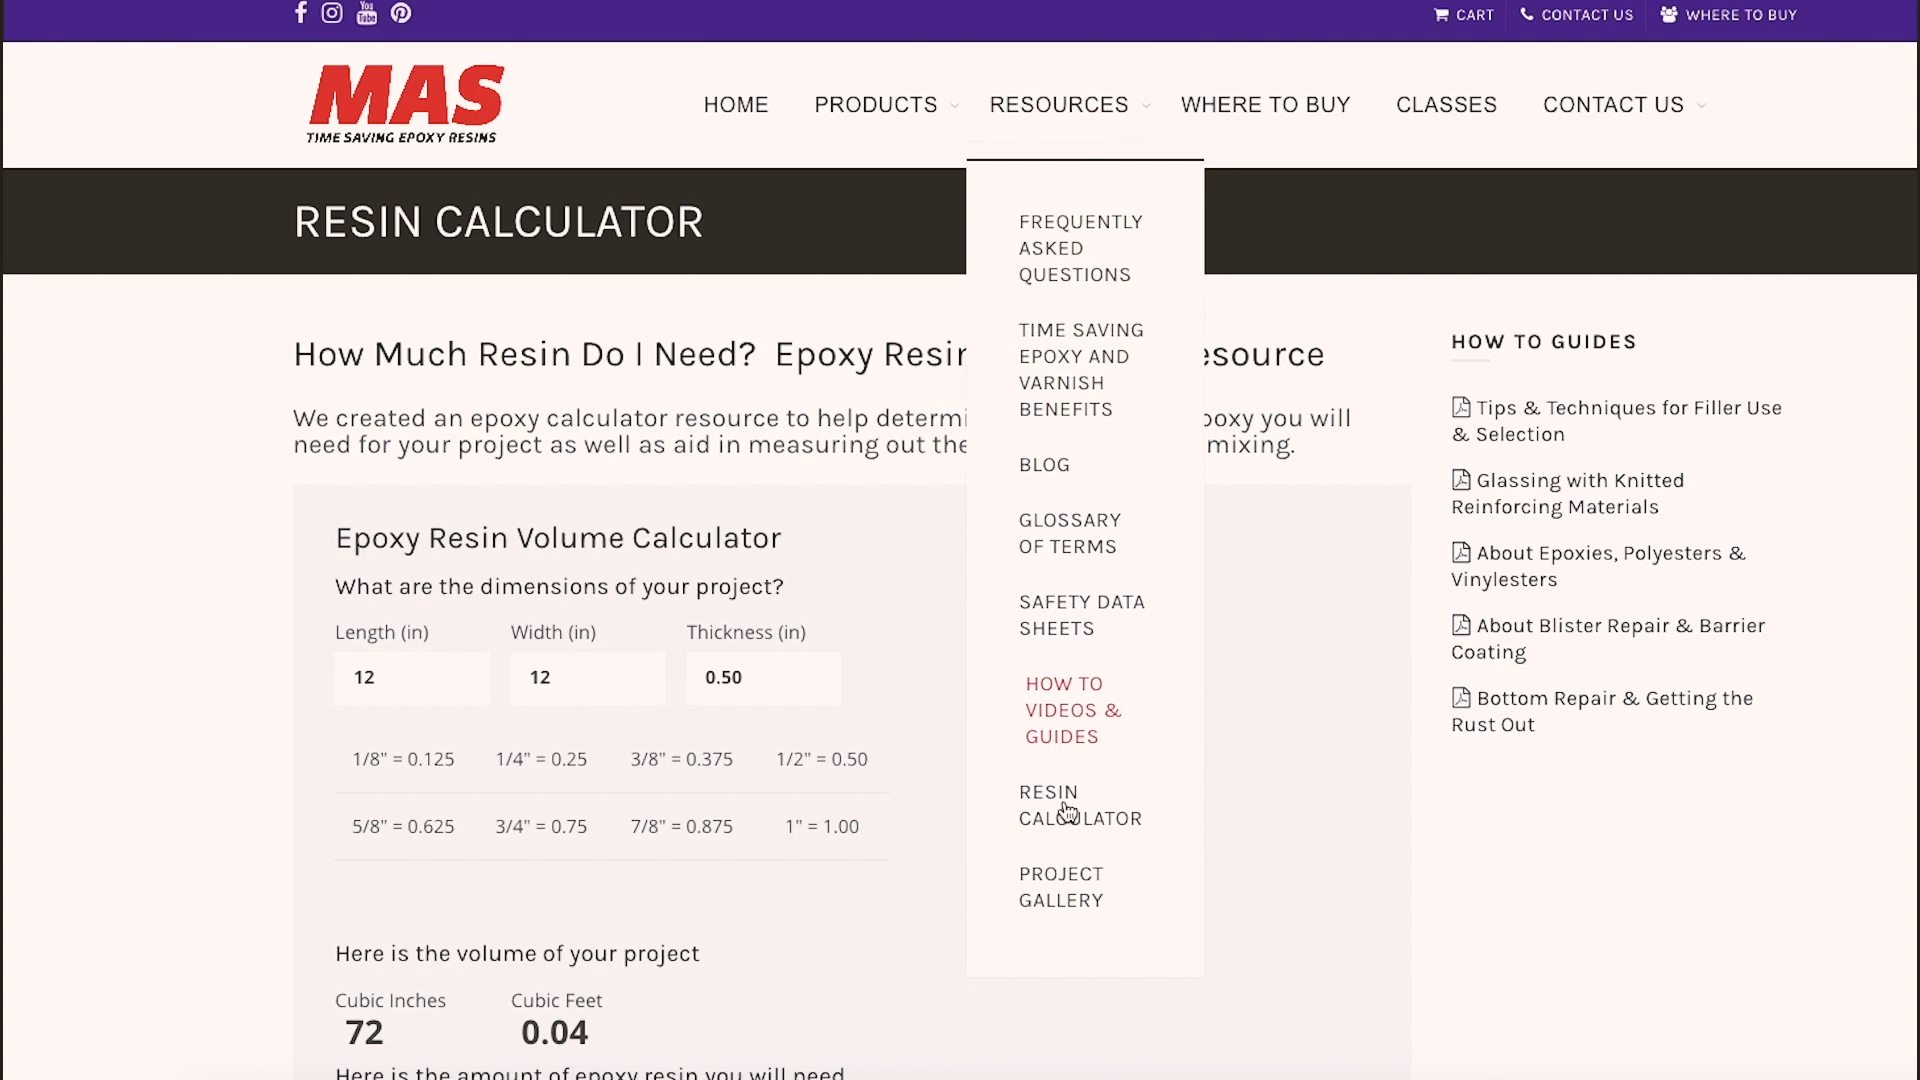 You
Tube
CART
CONTACT US
WHERE TO BUY
MAS
TIME SAVING EPOXY RESINS
HOME
PRODUCTS
RESOURCES
WHERE TO BUY
CLASSES
CONTACT US
RESIN CALCULATOR
FREQUENTLY
ASKED
QUESTIONS
TIME SAVING
EPOXY AND
VARNISH
BENEFITS
BLOG
GLOSSARY
OF TERMS
SAFETY DATA
SHEETS
HOW TO
VIDEOS &
GUIDES
RESIN
CALCULATOR
PROJECT
GALLERY
How Much Resin Do I Need? Epoxy Resin esource
We created an epoxy calculator resource to help determi poxy you will
need for your project as well as aid in measuring out the mixing.
Epoxy Resin Volume Calculator
What are the dimensions of your project?
Length (in) Width (in) Thickness (in)
12 12 0.50
1/8" = 0.125 1/4" = 0.25 3/8" = 0.375 1/2" = 0.50
5/8" = 0.625 3/4" = 0.75 7/8" = 0.875 1" = 1.00
Here is the volume of your project
Cubic Inches Cubic Feet
72 0.04
Here is the amount of epoxy resin you will need
HOW TO GUIDES
Tips & Techniques for Filler Use
& Selection
Glassing with Knitted
Reinforcing Materials
About Epoxies, Polyesters &
Vinylesters
About Blister Repair & Barrier
Coating
Bottom Repair & Getting the
Rust Out